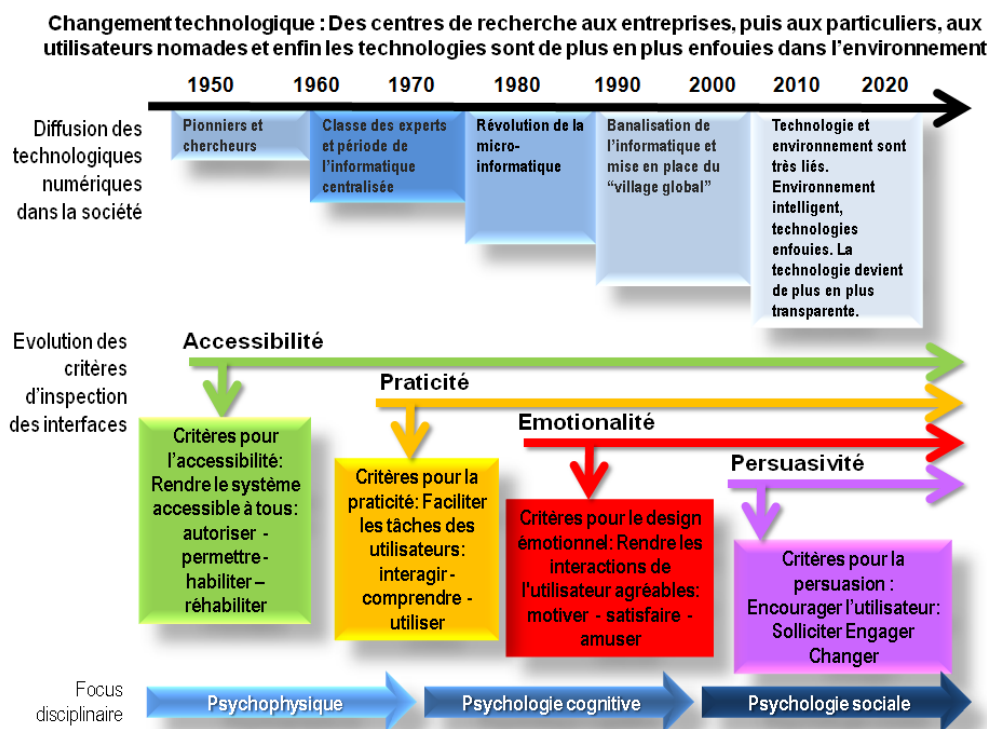 Changement technologique : Des centres de recherche aux entreprises, puis aux particuliers, aux
utilisateurs nomades et enfin les technologies sont de plus en plus enfouies dans l'environnement
1950 1960 1970 1980 1990 2000 2010 2020
Diffusion des
technologiques
numériques
dans la société
Pionniers et
chercheurs
Classe des experts
et période de
l'informatique
centralisée
Révolution de la
micro-
informatique
Banalisation de
l'informatique et
mise en place du
“village global”
Technologie et
environnement sont
très liés.
Environnement
intelligent,
technologies
enfouies. La
technologie devient
de plus en plus
transparente.
Evolution des
critères
d'inspection
des interfaces
Accessibilité
Praticité
Emotionalité
Persuasivité
Critères pour
l'accessibilité:
Rendre le système
accessible à tous:
autoriser -
permettre -
habiliter –
réhabiliter
Critères pour la
praticité: Faciliter
les tâches des
utilisateurs:
interagir -
comprendre -
utiliser
Critères pour le design
émotionnel: Rendre les
interactions de
l'utilisateur agréables:
motiver - satisfaire -
amuser
Critères pour la
persuasion :
Encourager l'utilisateur:
Solliciter Engager
Changer
Focus
disciplinaire
Psychophysique
Psychologie cognitive
Psychologie sociale